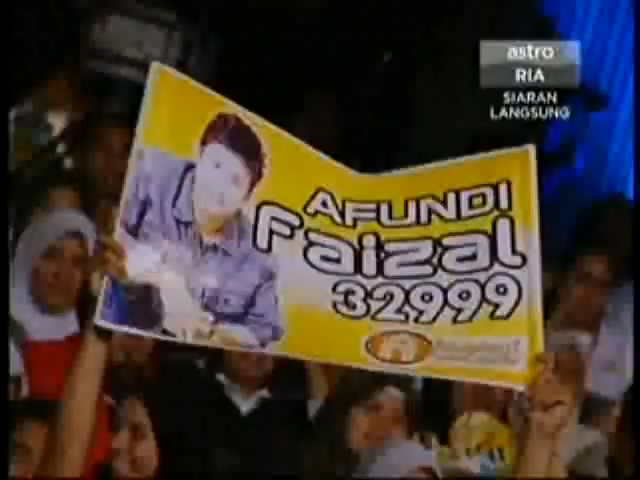 astro
RIA
SIARAN
LANGSUNG
AFUNDI
Faizal
32999